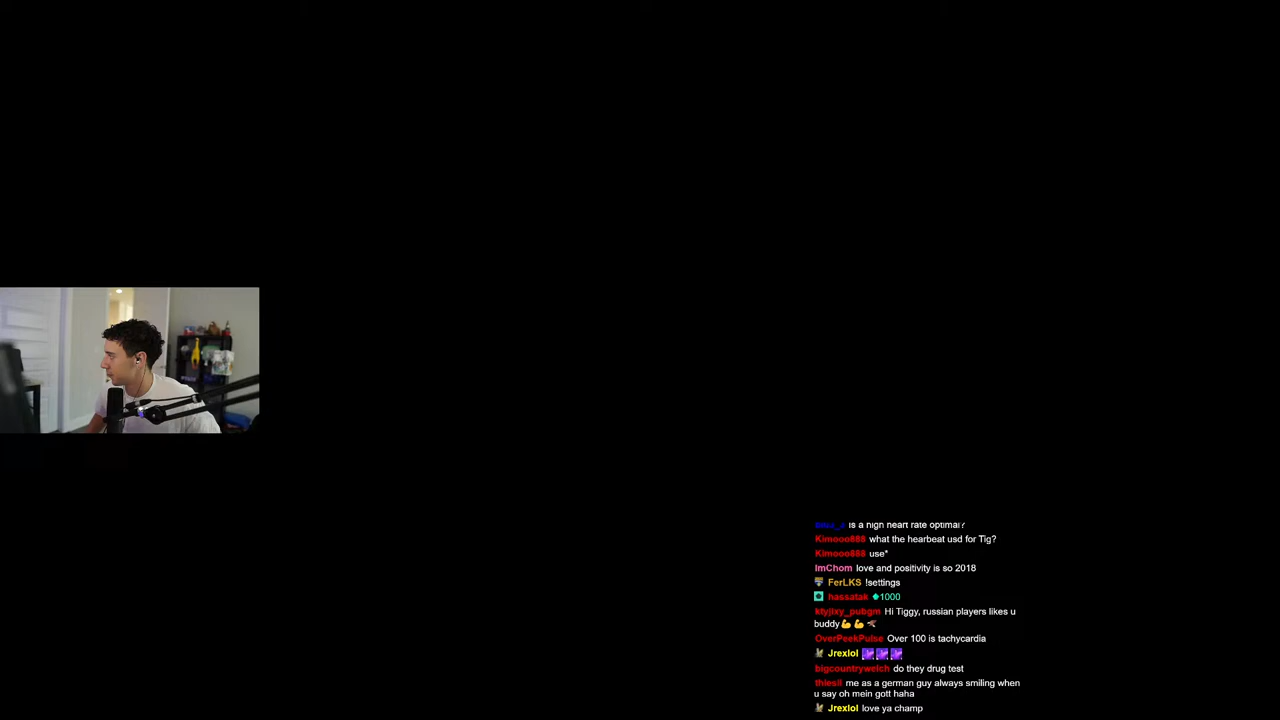 is a high heart rate optimal?
Kimooo888 what the hearbeat usd for Tig?
Kimooo888 use*
ImChom love and positivity is so 2018
FerLKS !settings
hassatak 1000
ktyjixy_pubgm Hi Tiggy, russian players likes u
buddy💪💪
OverPeekPulse Over 100 is tachycardia
Jrexlol
bigcountrywelch do they drug test
thiesll me as a german guy always smiling when
u say oh mein gott haha
Jrexlol love ya champ